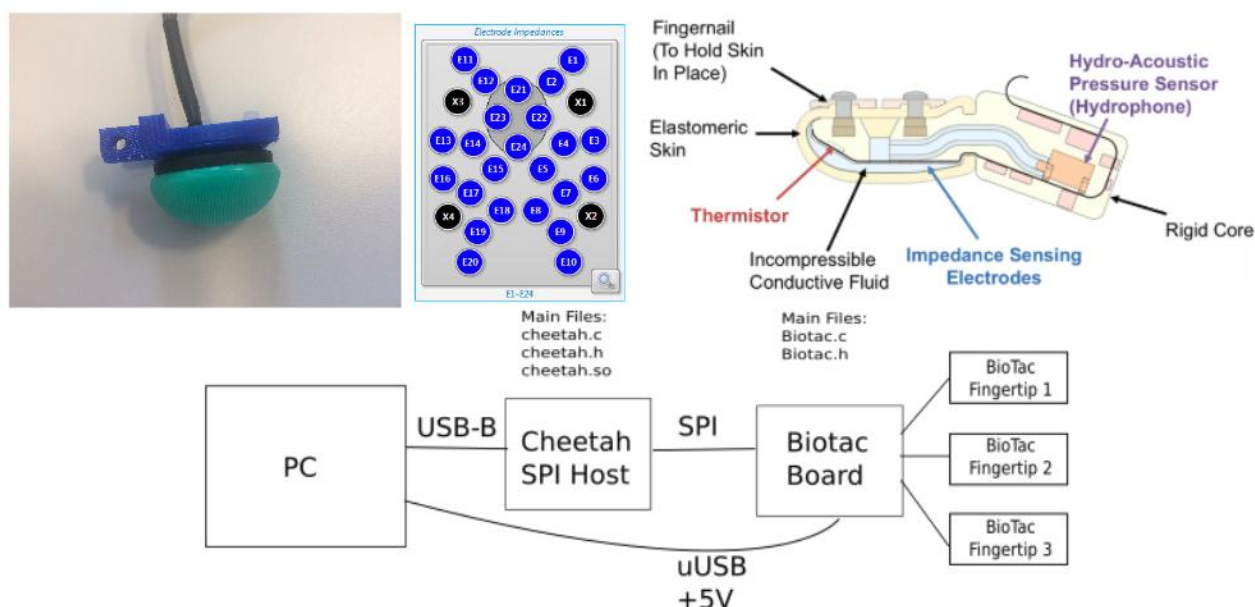 Electrode Impedances
E11
E1
E12
E2
E21
X3
X1
E23
E22
E13
E14
E24
E4
E3
E15
E5
E16
E6
E17
E7
E18
E8
X4
X2
E19
E9
E20
E10
E1-E24
Fingernail
(To Hold Skin
In Place)
Elastomeric
Skin
Thermistor
Incompressible
Conductive Fluid
Impedance Sensing
Electrodes
Hydro-Acoustic
Pressure Sensor
(Hydrophone)
Rigid Core
Main Files:
cheetah.c
cheetah.h
cheetah.so
Main Files:
Biotac.c
Biotac.h
PC
USB-B
Cheetah
SPI Host
SPI
Biotac
Board
BioTac
Fingertip 1
BioTac
Fingertip 2
BioTac
Fingertip 3
uUSB
+5V